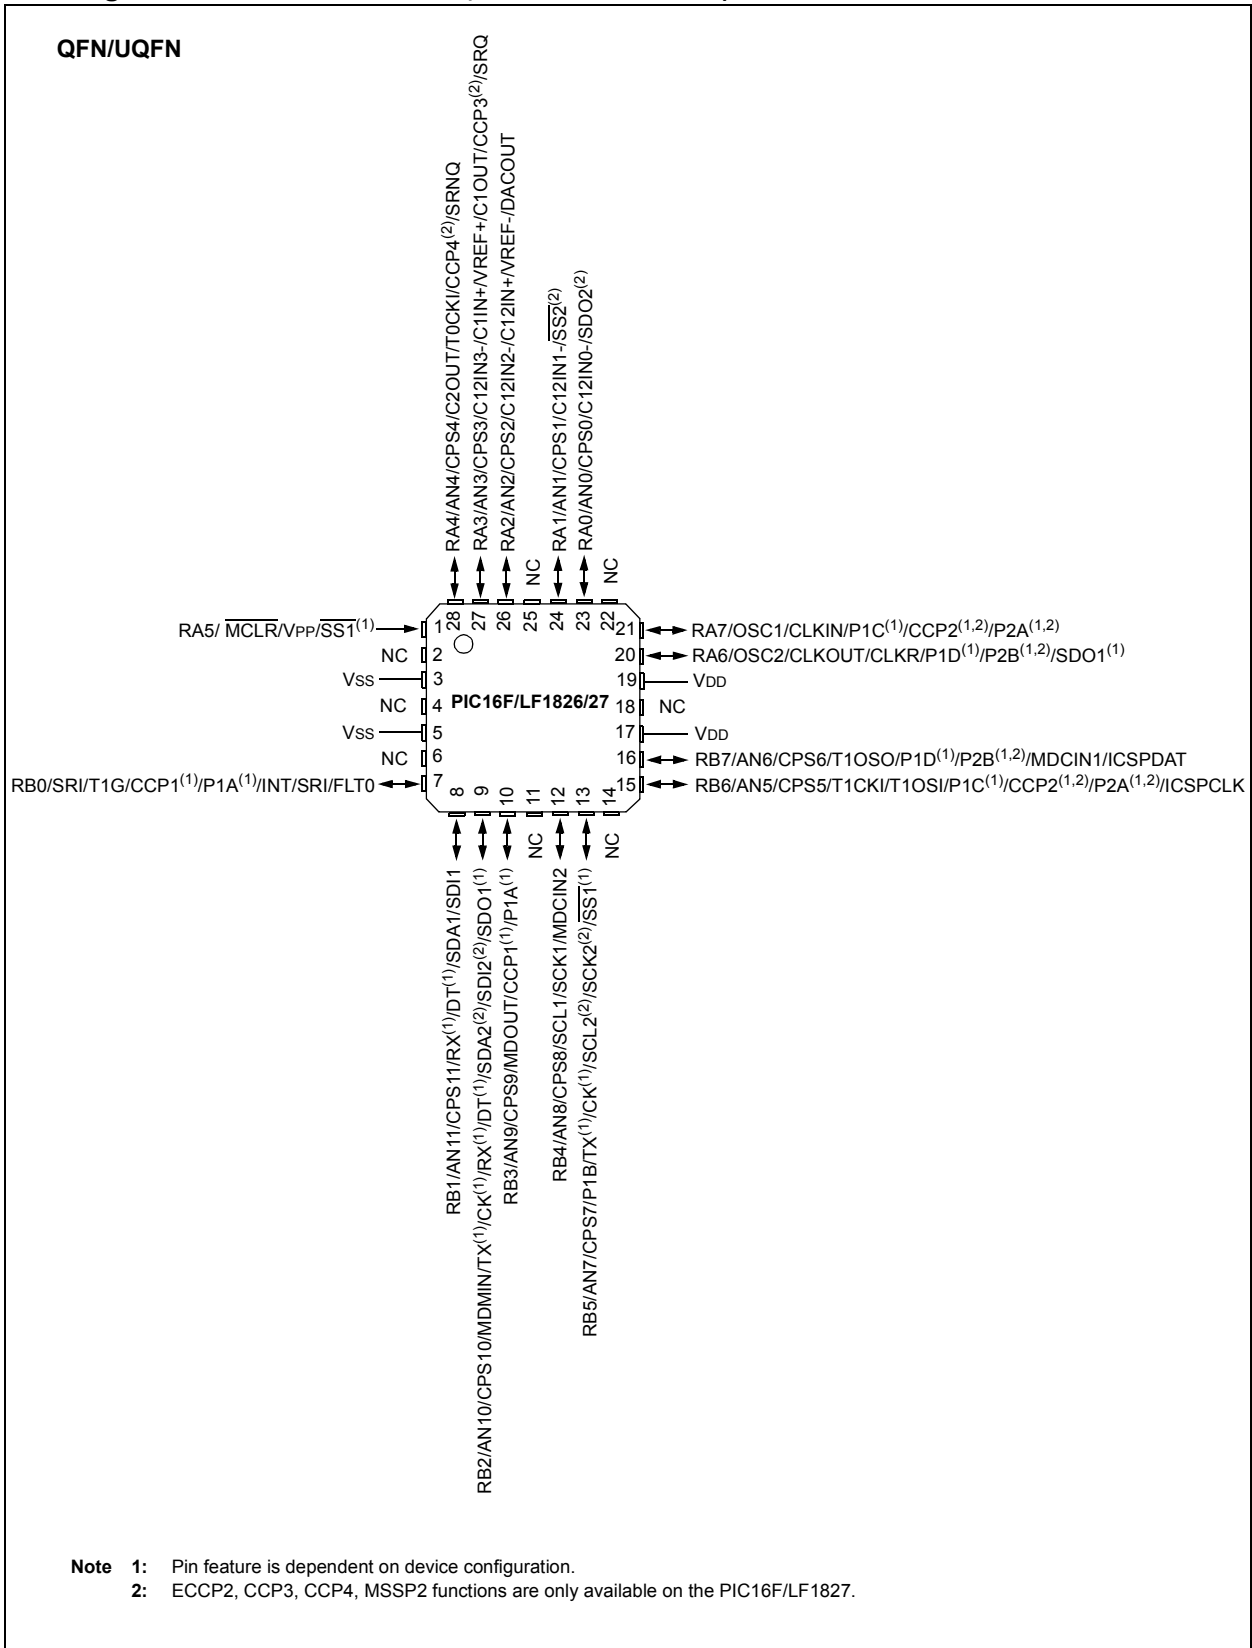 QFN/UQFN
RA4/AN4/CPS4/C2OUT/T0CKI/CCP4(2)/SRNQ
RA3/AN3/CPS3/C12IN3-/C1IN+/VREF+/C1OUT/CCP3(2)/SRQ
RA2/AN2/CPS2/C12IN2-/C12IN+/VREF-/DACOUT
NC
RA1/AN1/CPS1/C12IN1-/SS2(2)
RA0/AN0/CPS0/C12IN0-/SDO2(2)
NC
28 27 26 25 24 23 22
RA5/ MCLR/VPP/SS1(1) 1
NC 2
VSS 3
NC 4
VSS 5
NC 6
RB0/SRI/T1G/CCP1(1)/P1A(1)/INT/SRI/FLT0 7
PIC16F/LF1826/27
21 RA7/OSC1/CLKIN/P1C(1)/CCP2(1,2)/P2A(1,2)
20 RA6/OSC2/CLKOUT/CLKR/P1D(1)/P2B(1,2)/SDO1(1)
19 VDD
18 NC
17 VDD
16 RB7/AN6/CPS6/T1OSO/P1D(1)/P2B(1,2)/MDCIN1/ICSPDAT
15 RB6/AN5/CPS5/T1CKI/T1OSI/P1C(1)/CCP2(1,2)/P2A(1,2)/ICSPCLK
8 9 10 11 12 13 14
RB1/AN11/CPS11/RX(1)/DT(1)/SDA1/SDI1
RB2/AN10/CPS10/MDMIN/TX(1)/CK(1)/RX(1)/DT(1)/SDA2(2)/SDI2(2)/SDO1(1)
RB3/AN9/CPS9/MDOUT/CCP1(1)/P1A(1)
NC
RB4/AN8/CPS8/SCL1/SCK1/MDCIN2
RB5/AN7/CPS7/P1B/TX(1)/CK(1)/SCL2(2)/SCK2(2)/SS1(1)
NC
Note 1: Pin feature is dependent on device configuration.
2: ECCP2, CCP3, CCP4, MSSP2 functions are only available on the PIC16F/LF1827.